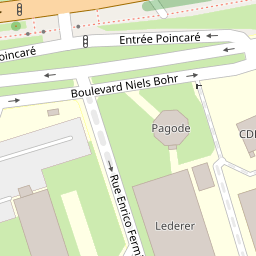 Entrée Poincaré
Poincaré
Boulevard Niels Bohr
Pagode
CDI
Rue Enrico Fermi
Lederer